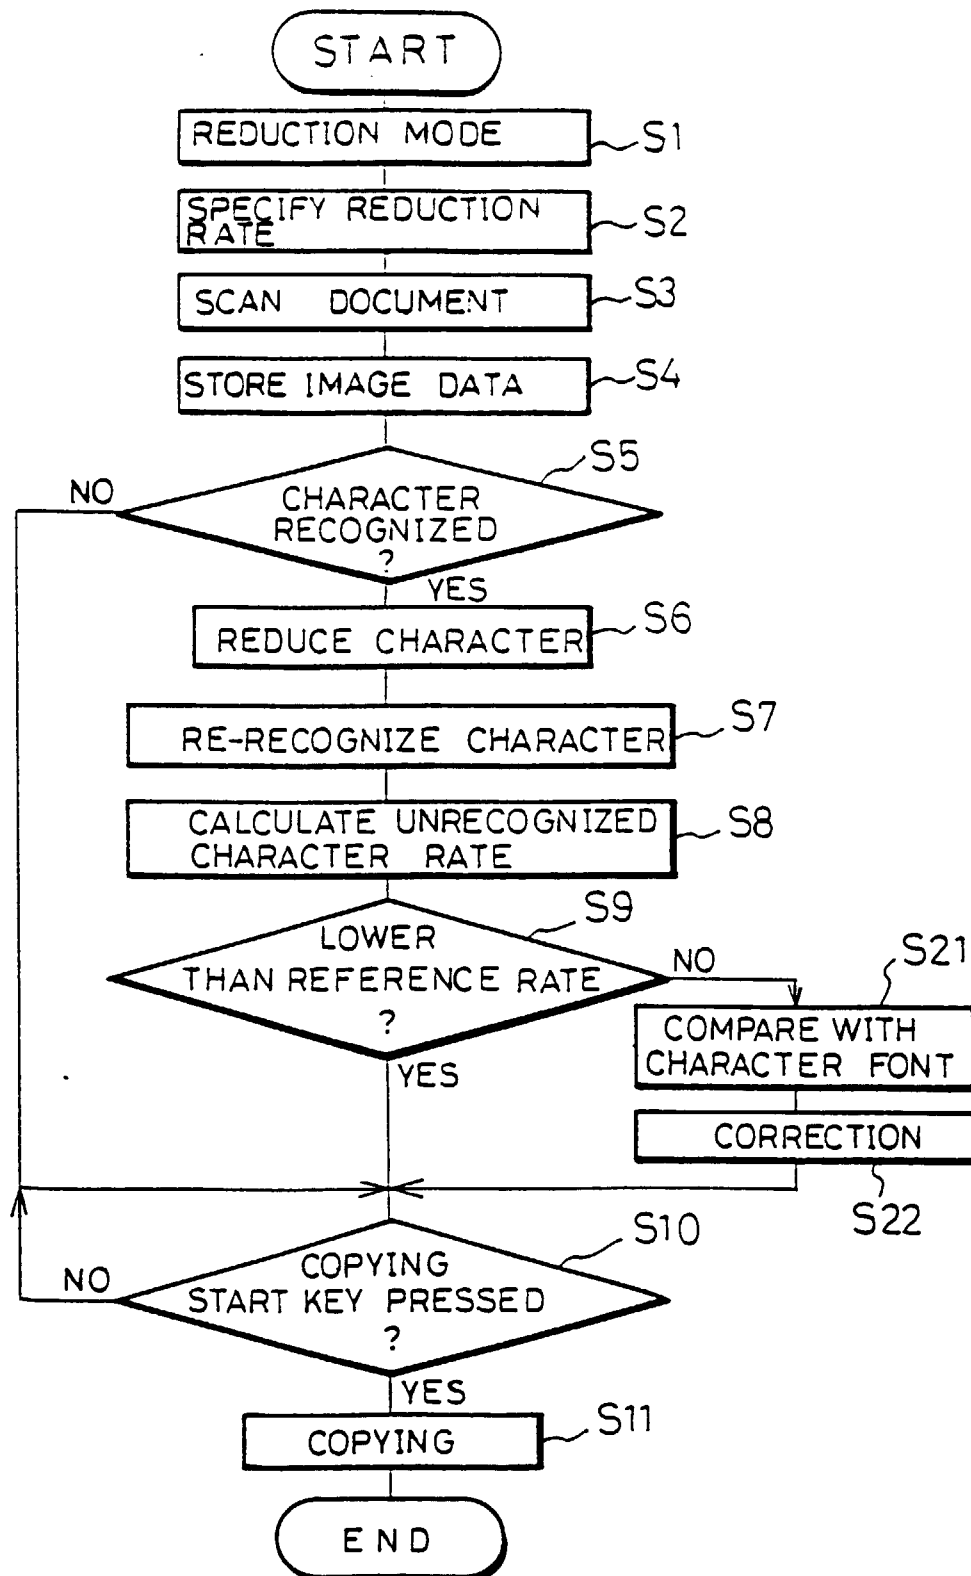 START
REDUCTION MODE
S1
SPECIFY REDUCTION
RATE
S2
SCAN DOCUMENT
S3
STORE IMAGE DATA
S4
S5
NO
CHARACTER
RECOGNIZED
?
YES
REDUCE CHARACTER
S6
RE-RECOGNIZE CHARACTER
S7
CALCULATE UNRECOGNIZED
CHARACTER RATE
S8
S9
LOWER
THAN REFERENCE RATE
?
NO
YES
S21
COMPARE WITH
CHARACTER FONT
CORRECTION
S22
S10
COPYING
START KEY PRESSED
?
NO
YES
COPYING
S11
END